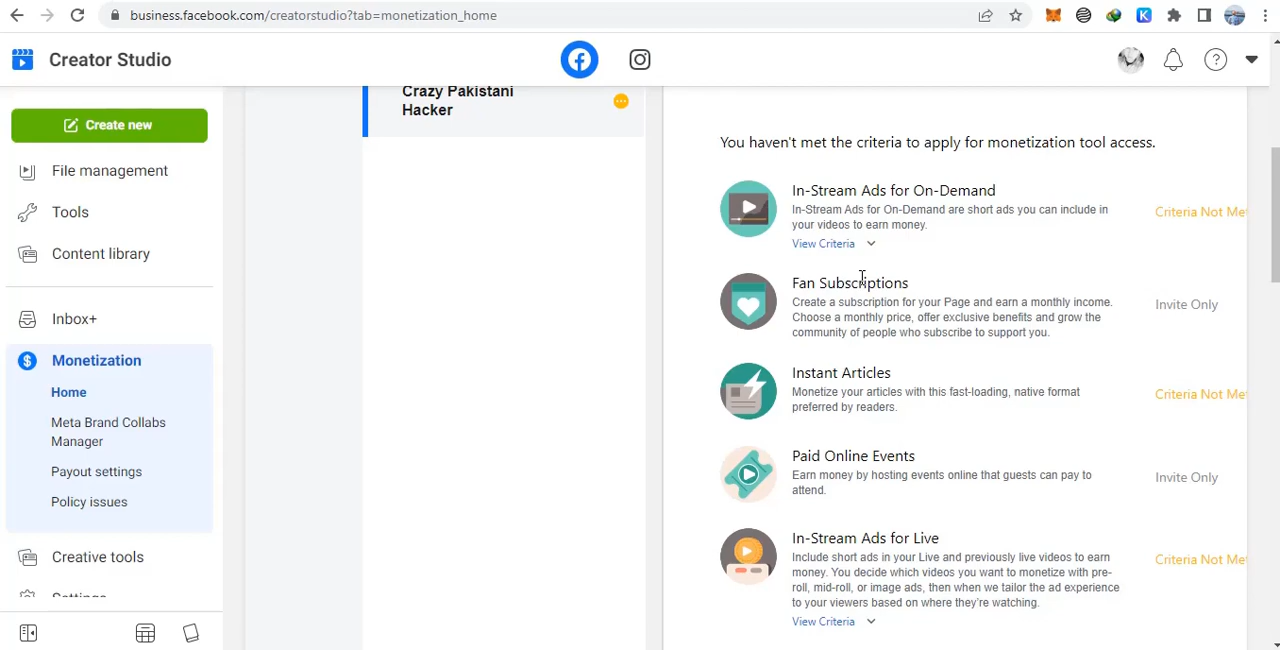 business.facebook.com/creatorstudio?tab=monetization_home
Creator Studio
Create new
File management
Tools
Content library
Inbox+
Monetization
Home
Meta Brand Collabs
Manager
Payout settings
Policy issues
Creative tools
Settings
Crazy Pakistani
Hacker
You haven't met the criteria to apply for monetization tool access.
In-Stream Ads for On-Demand
In-Stream Ads for On-Demand are short ads you can include in
your videos to earn money.
View Criteria
Criteria Not Met
Fan Subscriptions
Create a subscription for your Page and earn a monthly income.
Choose a monthly price, offer exclusive benefits and grow the
community of people who subscribe to support you.
Invite Only
Instant Articles
Monetize your articles with this fast-loading, native format
preferred by readers.
Criteria Not Met
Paid Online Events
Earn money by hosting events online that guests can pay to
attend.
Invite Only
In-Stream Ads for Live
Include short ads in your Live and previously live videos to earn
money. You decide which videos you want to monetize with pre-
roll, mid-roll, or image ads, then when we tailor the ad experience
to your viewers based on where they're watching.
View Criteria
Criteria Not Met